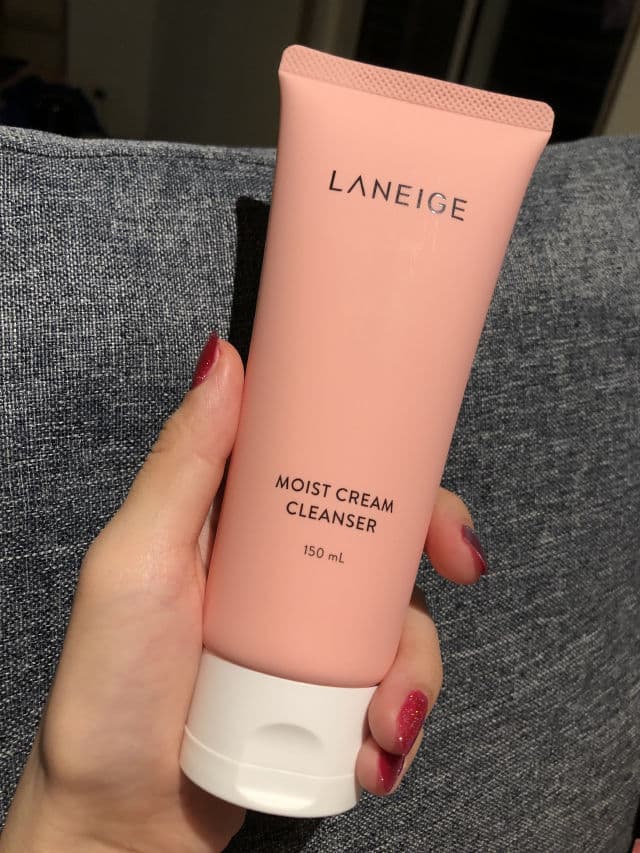 LANEIGE
MOIST CREAM
CLEANSER
150 mL